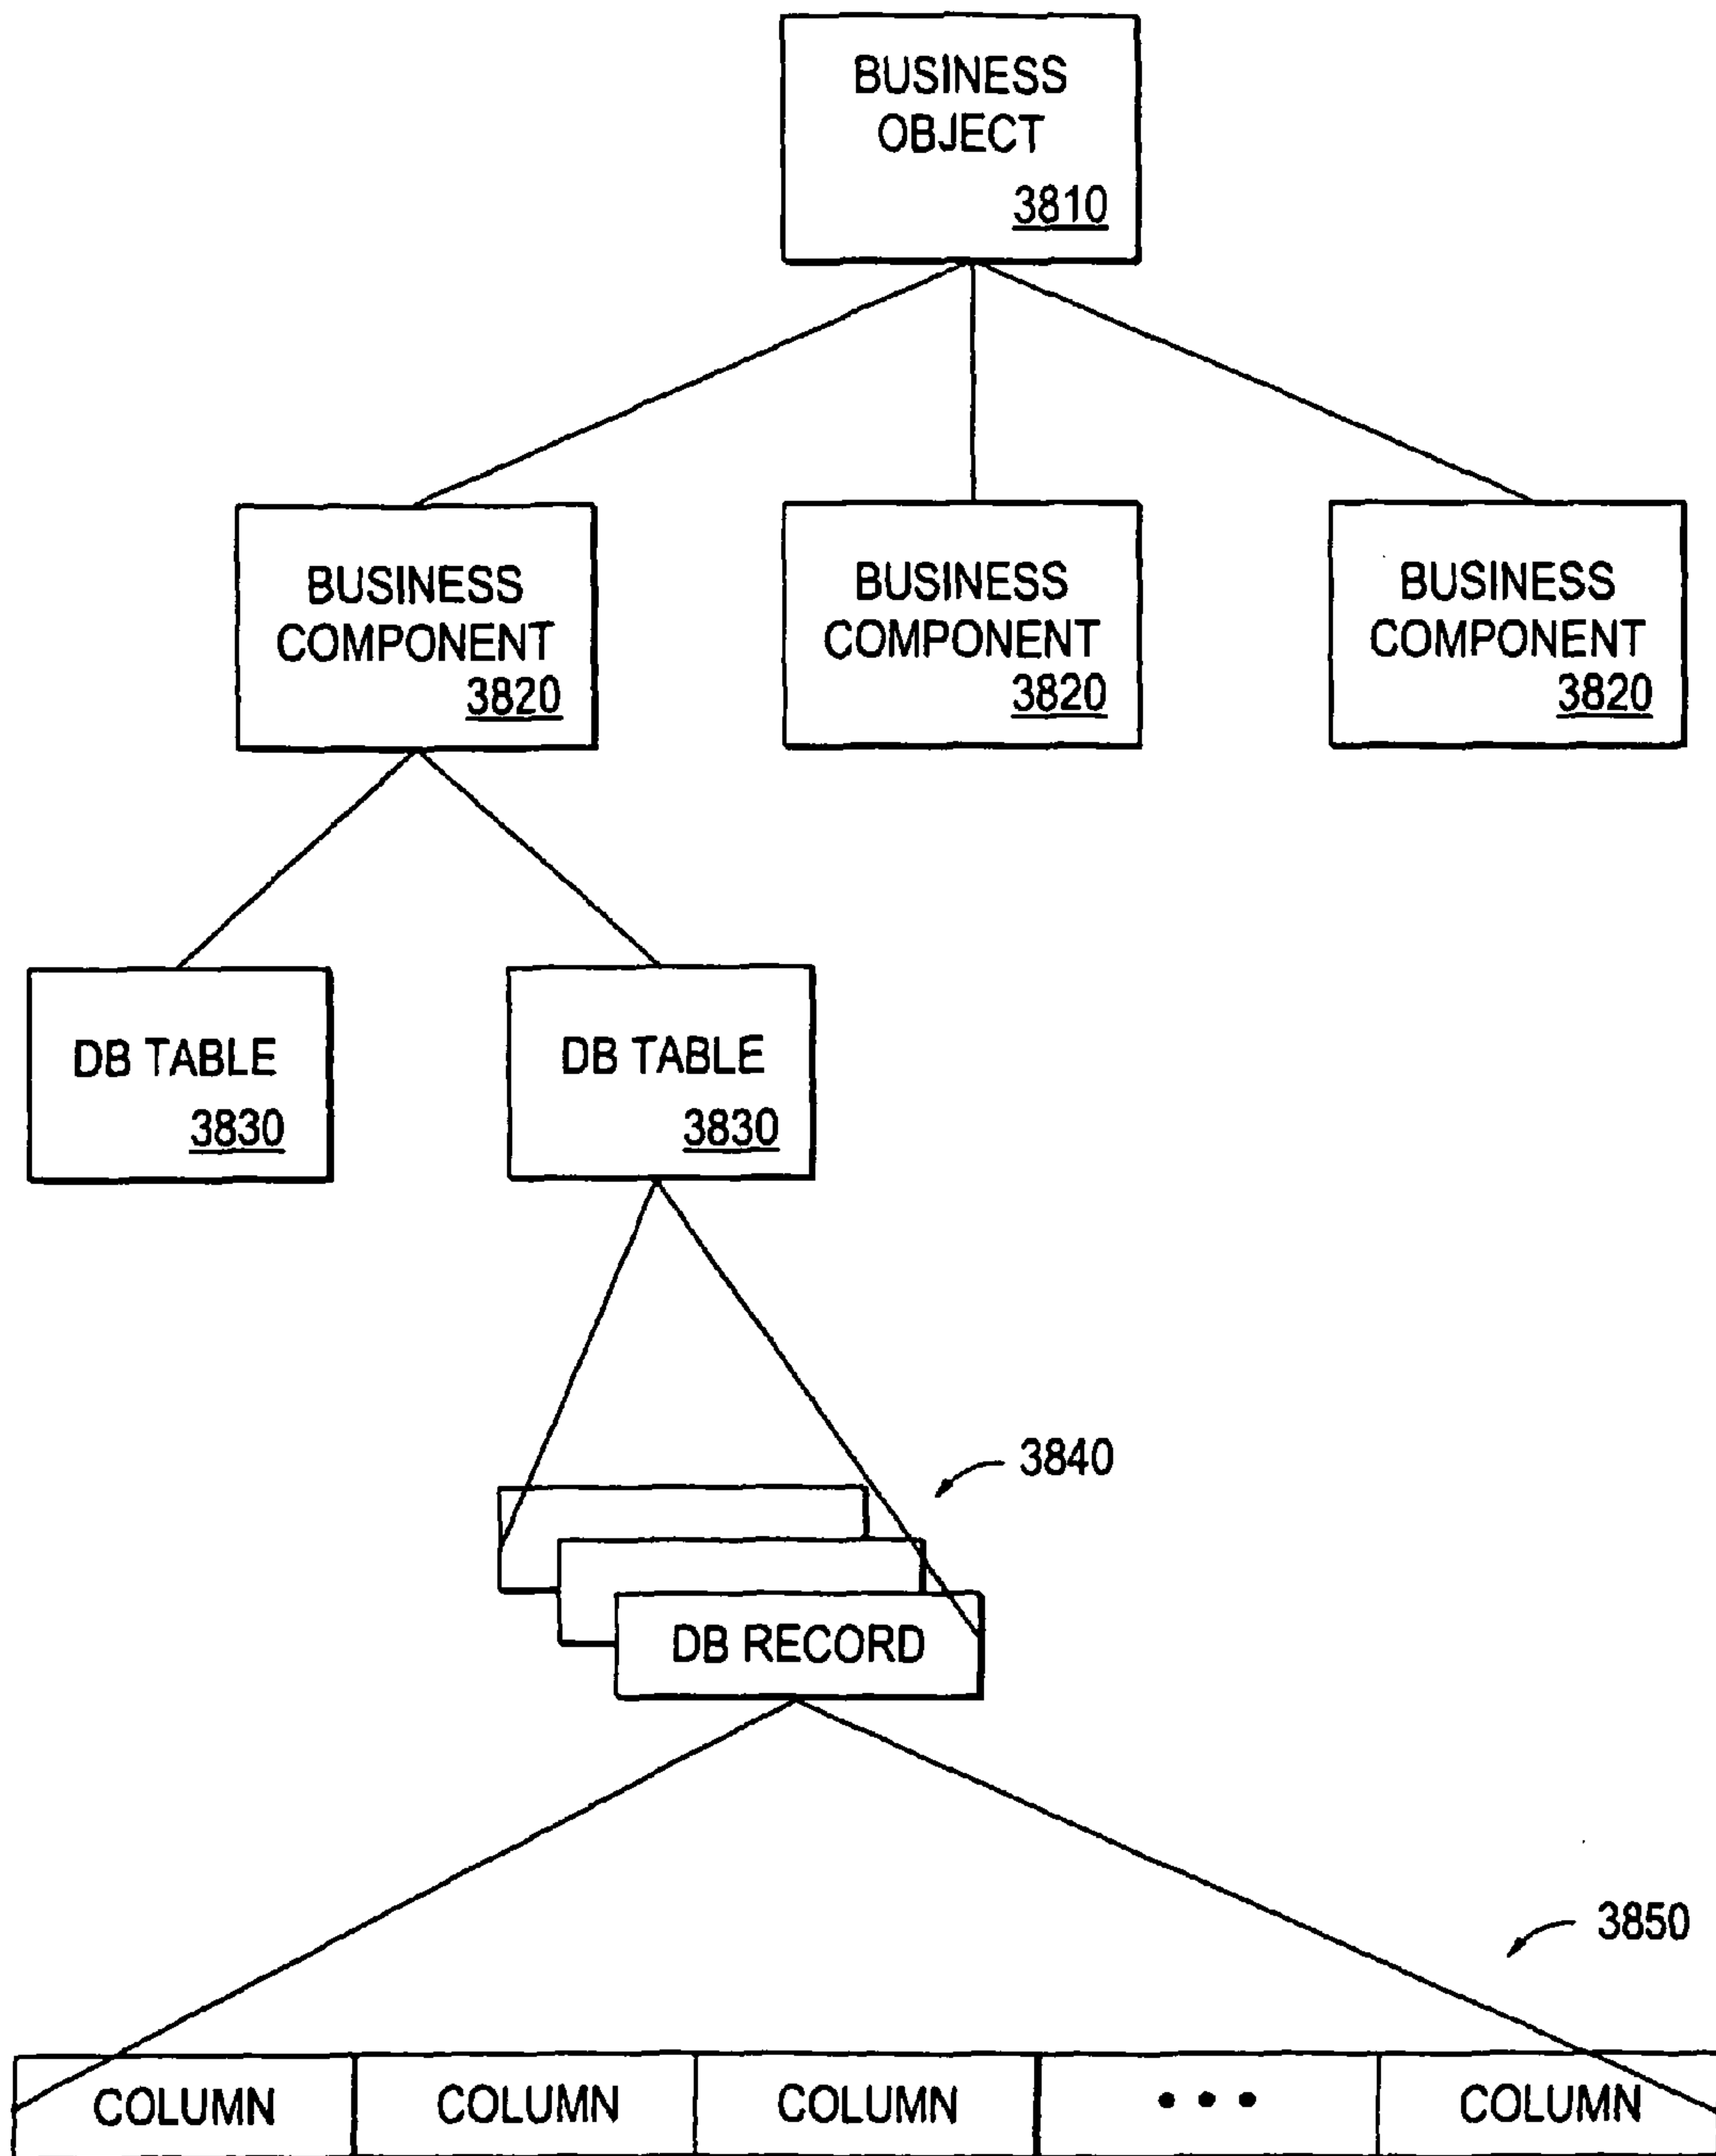 BUSINESS
OBJECT
3810
BUSINESS
COMPONENT
3820
BUSINESS
COMPONENT
3820
BUSINESS
COMPONENT
3820
DB TABLE
3830
DB TABLE
3830
3840
DB RECORD
3850
COLUMN
COLUMN
COLUMN
• • •
COLUMN